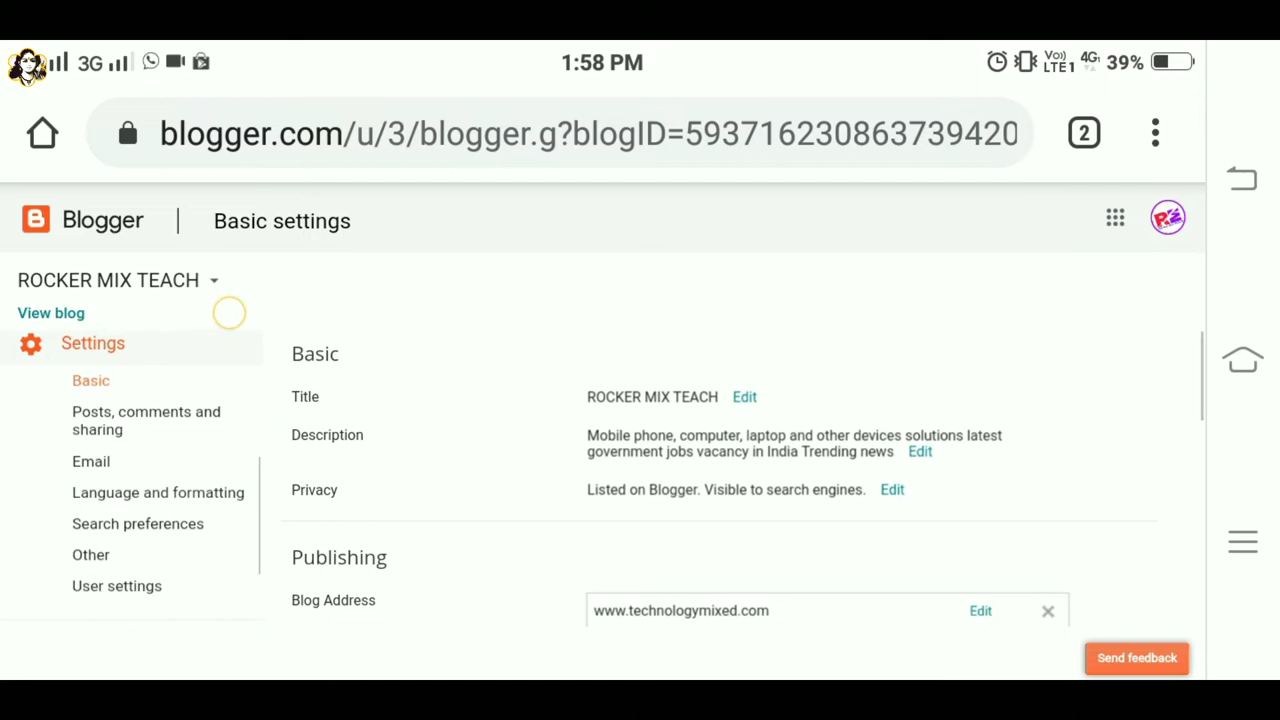 3G
1:58 PM
Vo)) LTE1
4G
39%
blogger.com/u/3/blogger.g?blogID=593716230863739420
2
Blogger
Basic settings
ROCKER MIX TEACH
View blog
Settings
Basic
Posts, comments and
sharing
Email
Language and formatting
Search preferences
Other
User settings
Basic
Title
ROCKER MIX TEACH Edit
Description
Mobile phone, computer, laptop and other devices solutions latest
government jobs vacancy in India Trending news Edit
Privacy
Listed on Blogger. Visible to search engines. Edit
Publishing
Blog Address
www.technologymixed.com Edit
Send feedback